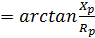 = arctan X_p/R_p